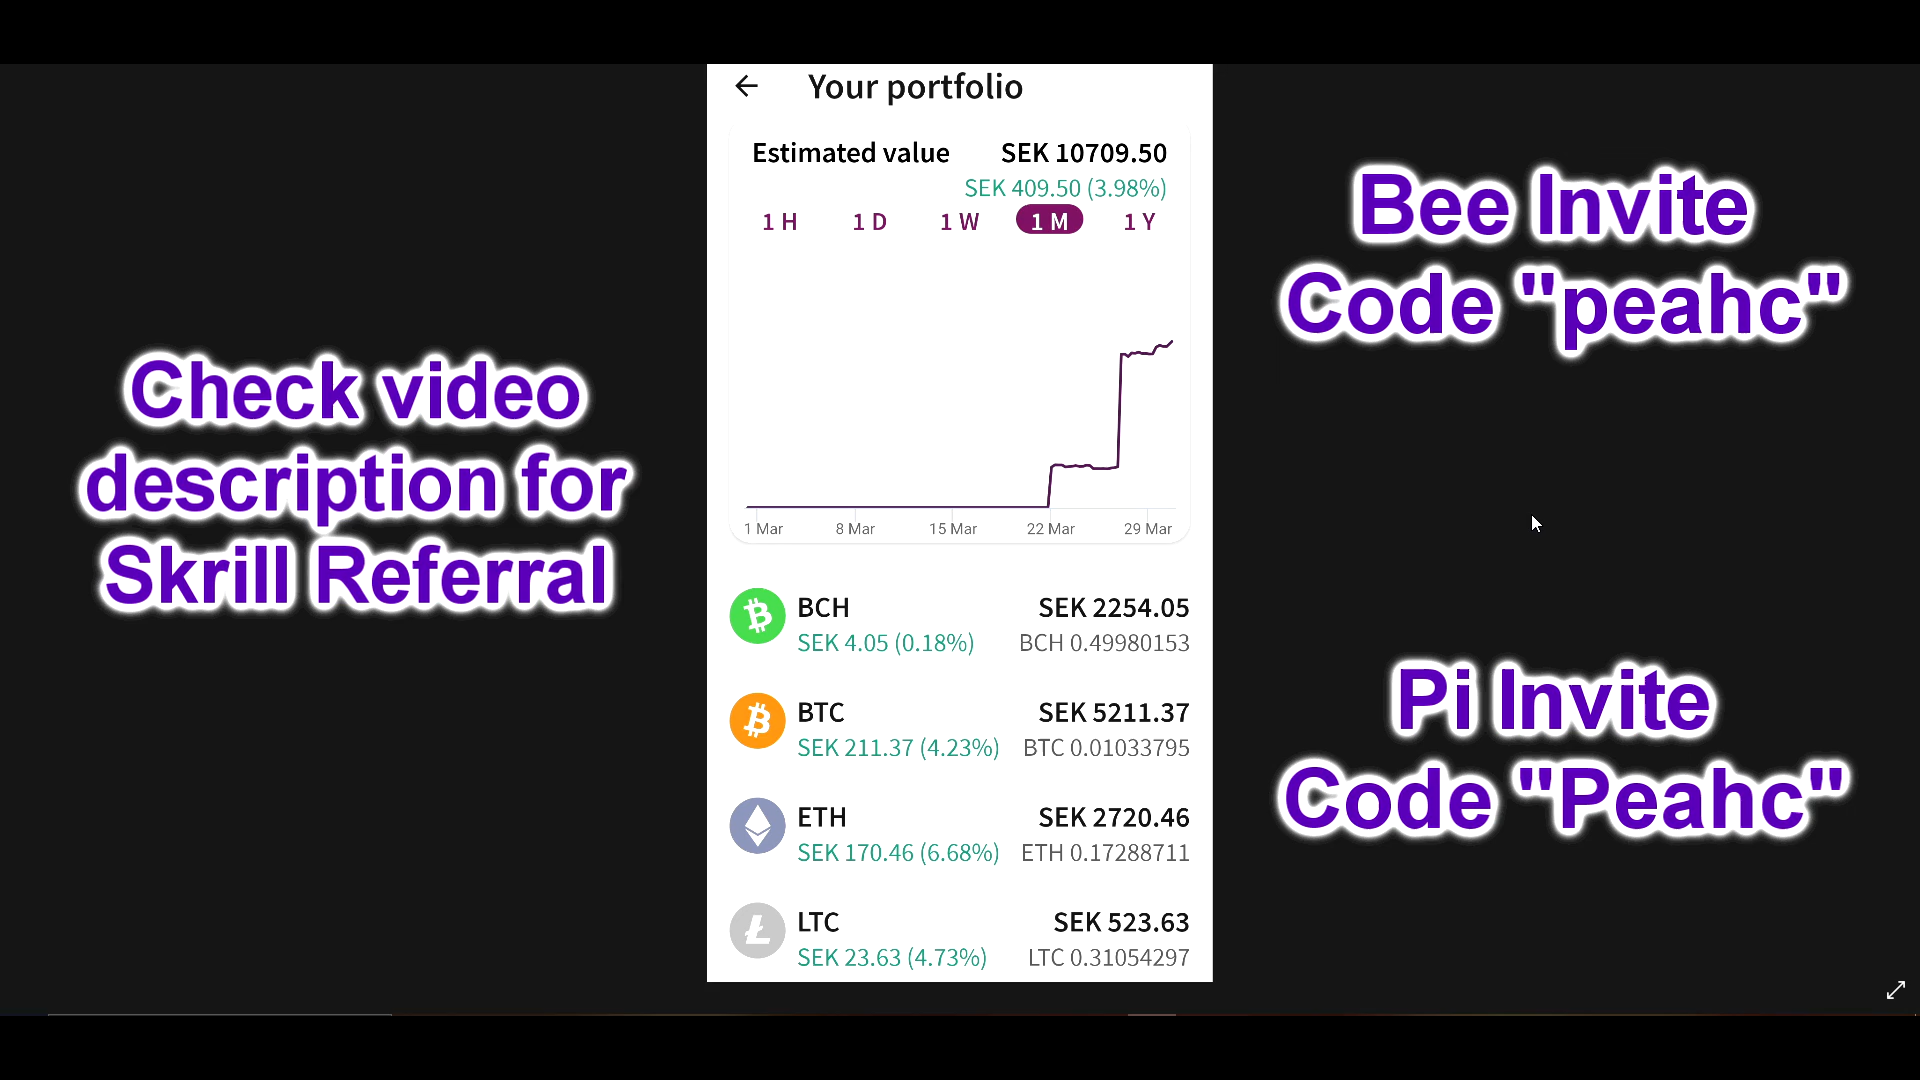 Your portfolio
Estimated value SEK 10709.50
SEK 409.50 (3.98%)
1 H 1 D 1 W 1 M 1 Y
1 Mar 8 Mar 15 Mar 22 Mar 29 Mar
BCH SEK 2254.05
SEK 4.05 (0.18%) BCH 0.49980153
BTC SEK 5211.37
SEK 211.37 (4.23%) BTC 0.01033795
ETH SEK 2720.46
SEK 170.46 (6.68%) ETH 0.17288711
LTC SEK 523.63
SEK 23.63 (4.73%) LTC 0.31054297
Check video
description for
Skrill Referral
Bee Invite
Code "peahc"
Pi Invite
Code "Peahc"